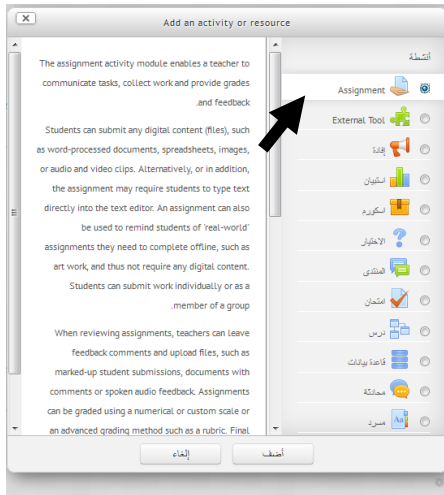 Add an activity or resource
The assignment activity module enables a teacher to
communicate tasks, collect work and provide grades
.and feedback
Students can submit any digital content (files), such
as word-processed documents, spreadsheets, images,
or audio and video clips. Alternatively, or in addition,
the assignment may require students to type text
directly into the text editor. An assignment can also
be used to remind students of 'real-world'
assignments they need to complete offline, such as
art work, and thus not require any digital content.
Students can submit work individually or as a
.member of a group
When reviewing assignments, teachers can leave
feedback comments and upload files, such as
marked-up student submissions, documents with
comments or spoken audio feedback. Assignments
can be graded using a numerical or custom scale or
an advanced grading method such as a rubric. Final
أنشطة
Assignment
External Tool
إفادة
استبيان
اسكورم
الاختيار
المنتدى
امتحان
درس
قاعدة بيانات
محادثة
مسرد
Aa
أضف
إلغاء